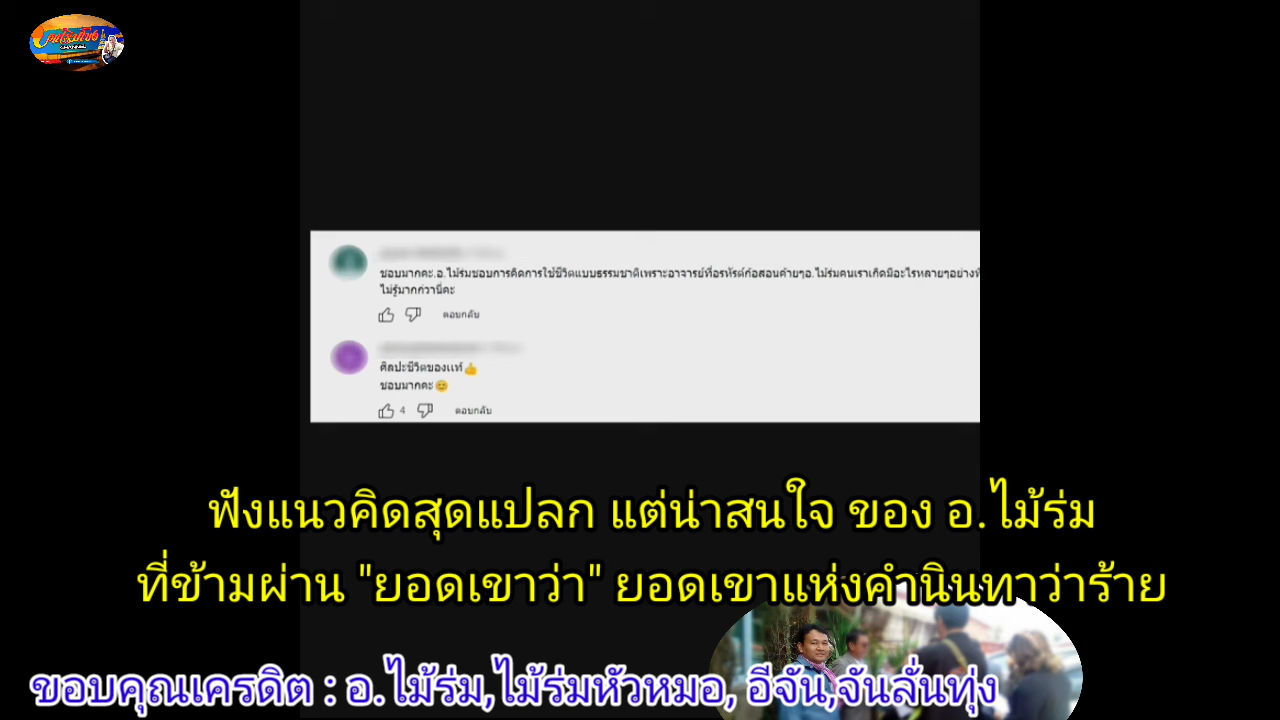 ชอบมากคะ.อ.ไม้ร่มชอบการคิดการใช้ชีวิตแบบธรรมชาติเพราะอาจารย์ที่อรหัรต์ก้อสอนค้ายๆอ.ไม้ร่มคนเราเกิดมีอะไรหลายๆอย่าง
ไม่รู้มากกว่านี้คะ
ตอบกลับ
ศิลปะชีวิตของแท้👍
ชอบมากคะ😊
4 ตอบกลับ
ฟังแนวคิดสุดแปลก แต่น่าสนใจ ของ อ.ไม้ร่ม
ที่ข้ามผ่าน "ยอดเขาว่า" ยอดเขาแห่งคำนินทาว่าร้าย
ขอบคุณเครดิต : อ.ไม้ร่ม,ไม้ร่มหัวหมอ, อีจัน,จันลั่นทุ่ง